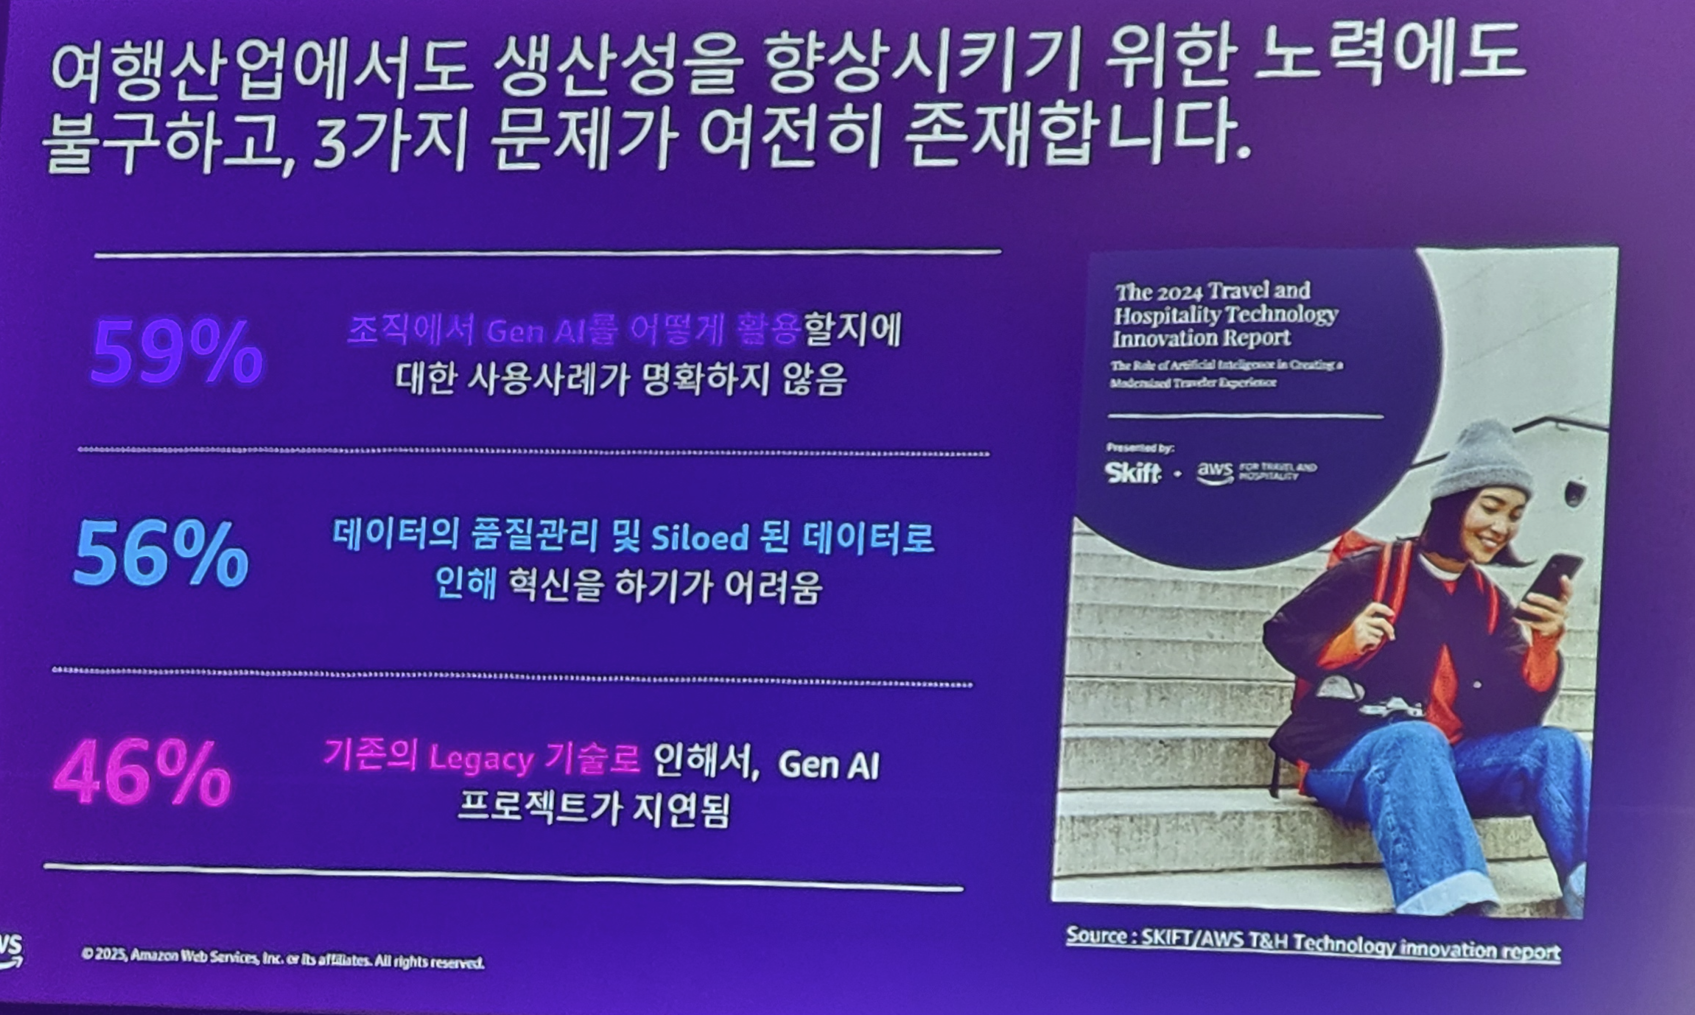 여행산업에서도 생산성을 향상시키기 위한 노력에도
불구하고, 3가지 문제가 여전히 존재합니다.
59%
조직에서 Gen AI를 어떻게 활용할지에
대한 사용사례가 명확하지 않음
56%
데이터의 품질관리 및 Siloed 된 데이터로
인해 혁신을 하기가 어려움
46%
기존의 Legacy 기술로 인해서, Gen AI
프로젝트가 지연됨
The 2024 Travel and
Hospitality Technology
Innovation Report
The Role of Artificial Intelligence in Creating a
Modernized Traveler Experience
Presented by:
Skift + aws FOR TRAVEL AND
HOSPITALITY
Source : SKIFT/AWS T&H Technology innovation report
© 2025, Amazon Web Services, Inc. or its affiliates. All rights reserved.